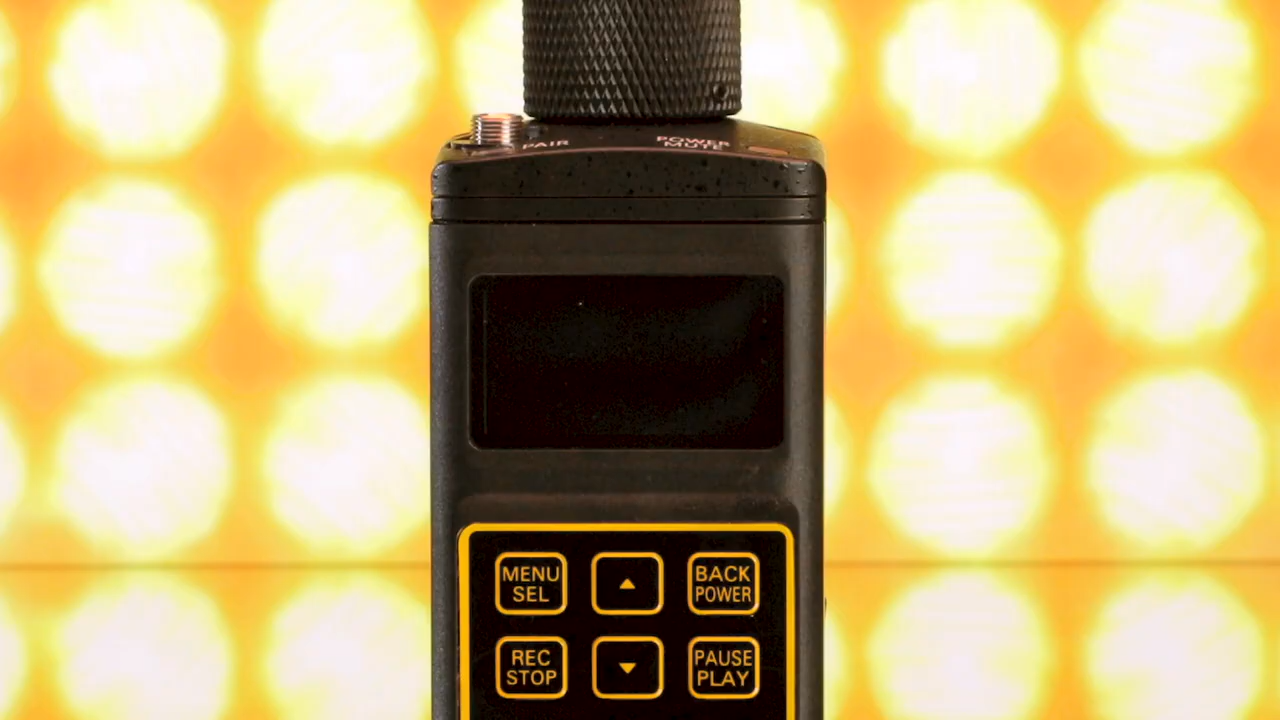 PAIR
POWER
MUTE
MENU
SEL
▲
BACK
POWER
REC
STOP
▼
PAUSE
PLAY